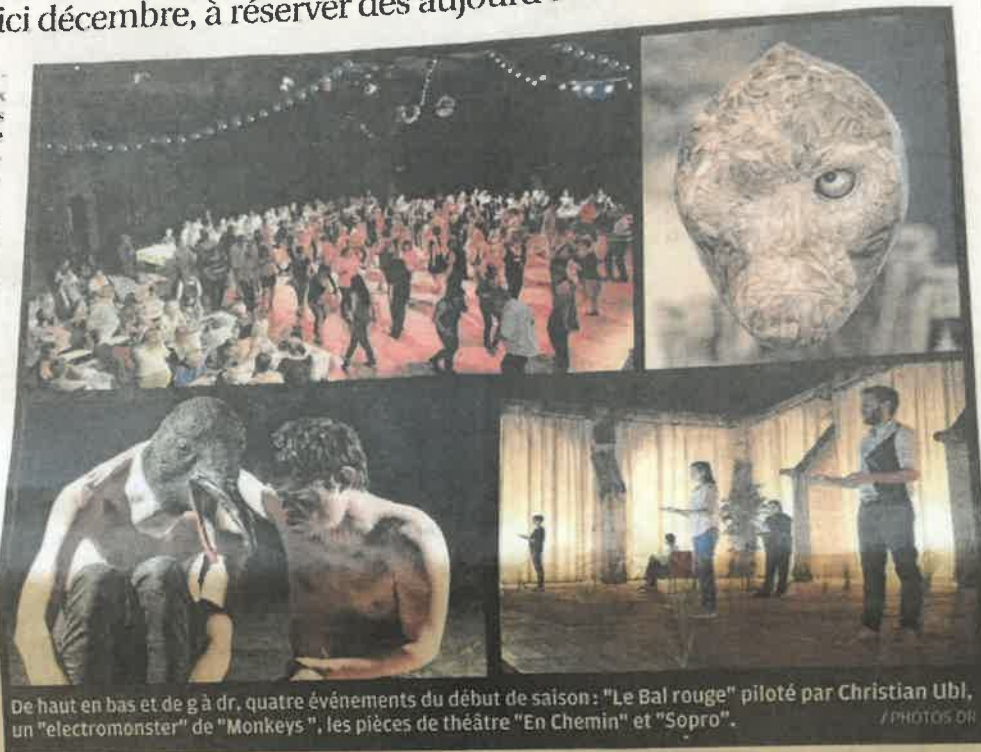 ici décembre, à réserver dès
De haut en bas et de g à dr, quatre événements du début de saison : "Le Bal rouge" piloté par Christian Ubl,
un "electromonster" de "Monkeys ", les pièces de théâtre "En Chemin" et "Sopro".
/ PHOTOS DR